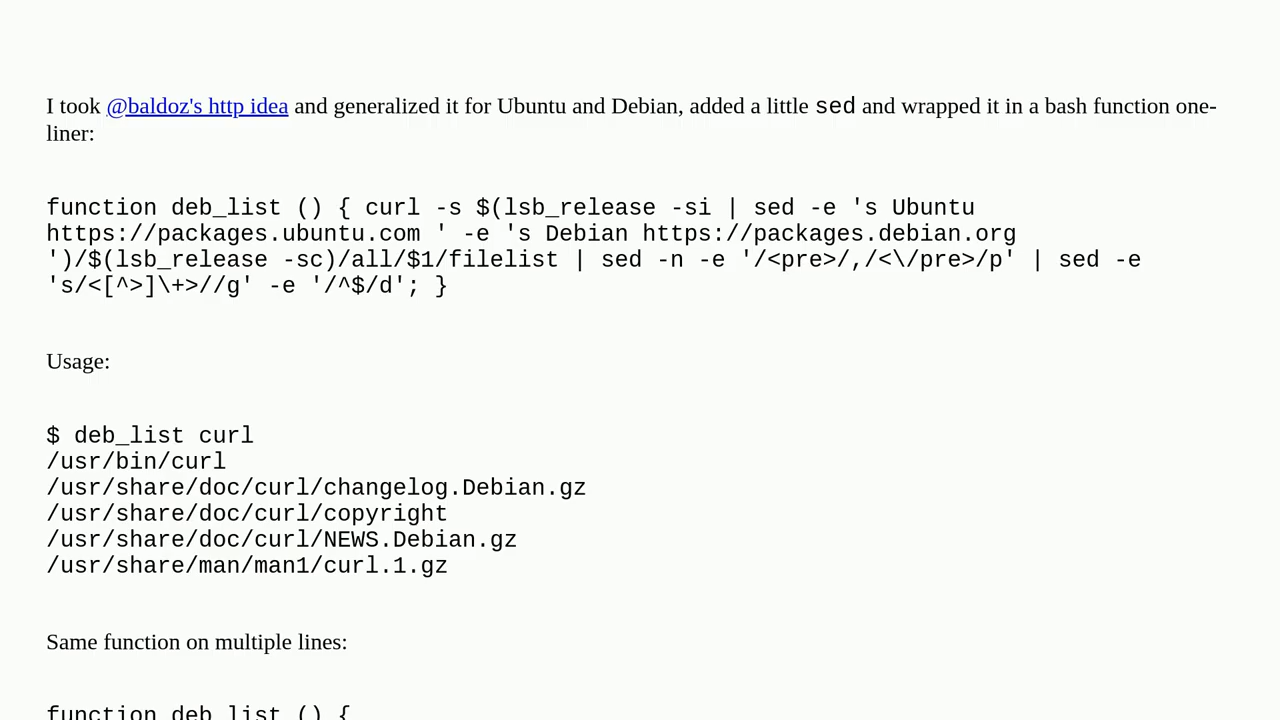 I took @baldoz's http idea and generalized it for Ubuntu and Debian, added a little sed and wrapped it in a bash function one-
liner:
function deb_list () { curl -s $(lsb_release -si | sed -e 's Ubuntu
https://packages.ubuntu.com ' -e 's Debian https://packages.debian.org
')/$(lsb_release -sc)/all/$1/filelist | sed -n -e '/<pre>/,/<\/pre>/p' | sed -e
's/<[^>]\+>//g' -e '/^$/d'; }
Usage:
$ deb_list curl
/usr/bin/curl
/usr/share/doc/curl/changelog.Debian.gz
/usr/share/doc/curl/copyright
/usr/share/doc/curl/NEWS.Debian.gz
/usr/share/man/man1/curl.1.gz
Same function on multiple lines:
function deb_list () {